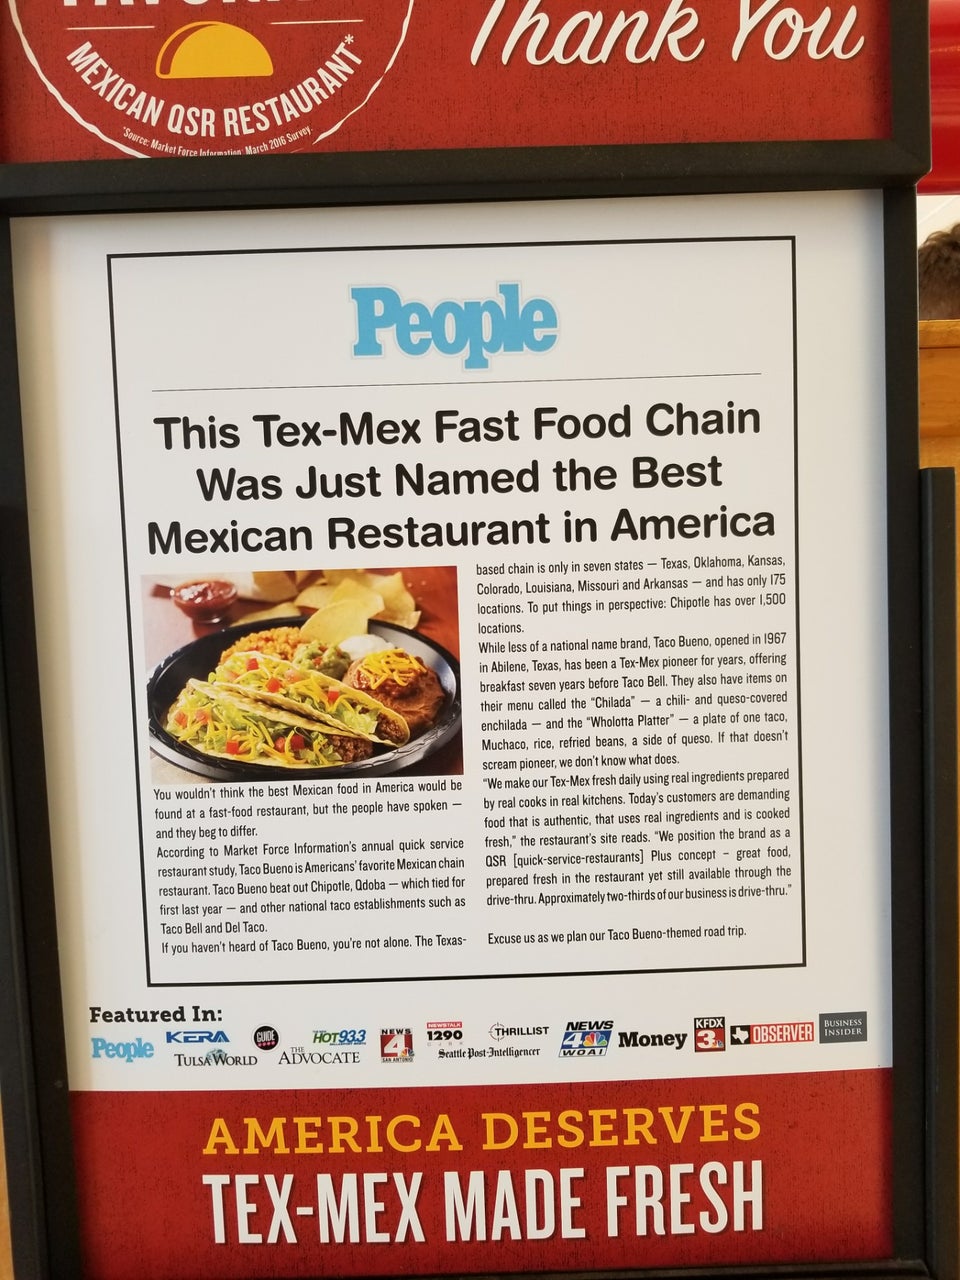 Thank You
MEXICAN QSR RESTAURANT*
*Source: Market Force Information, March 2016 Survey.
People
This Tex-Mex Fast Food Chain
Was Just Named the Best
Mexican Restaurant in America
You wouldn't think the best Mexican food in America would be
found at a fast-food restaurant, but the people have spoken —
and they beg to differ.
According to Market Force Information's annual quick service
restaurant study, Taco Bueno is Americans' favorite Mexican chain
restaurant. Taco Bueno beat out Chipotle, Qdoba — which tied for
first last year — and other national taco establishments such as
Taco Bell and Del Taco.
If you haven't heard of Taco Bueno, you're not alone. The Texas-
based chain is only in seven states — Texas, Oklahoma, Kansas,
Colorado, Louisiana, Missouri and Arkansas — and has only 175
locations. To put things in perspective: Chipotle has over 1,500
locations.
While less of a national name brand, Taco Bueno, opened in 1967
in Abilene, Texas, has been a Tex-Mex pioneer for years, offering
breakfast seven years before Taco Bell. They also have items on
their menu called the “Chilada” — a chili- and queso-covered
enchilada — and the “Wholotta Platter” — a plate of one taco,
Muchaco, rice, refried beans, a side of queso. If that doesn't
scream pioneer, we don't know what does.
“We make our Tex-Mex fresh daily using real ingredients prepared
by real cooks in real kitchens. Today's customers are demanding
food that is authentic, that uses real ingredients and is cooked
fresh,” the restaurant's site reads. “We position the brand as a
QSR [quick-service-restaurants] Plus concept – great food,
prepared fresh in the restaurant yet still available through the
drive-thru. Approximately two-thirds of our business is drive-thru.”
Excuse us as we plan our Taco Bueno-themed road trip.
Featured In:
People
KERA
TULSA WORLD
GUIDE
THE ADVOCATE
HOT 93.3
NEWS 4 SAN ANTONIO
NEWSTALK 1290
Seattle Post-Intelligencer
THRILLIST
NEWS 4 WOAI
Money
KFDX 3
OBSERVER
BUSINESS INSIDER
AMERICA DESERVES
TEX-MEX MADE FRESH